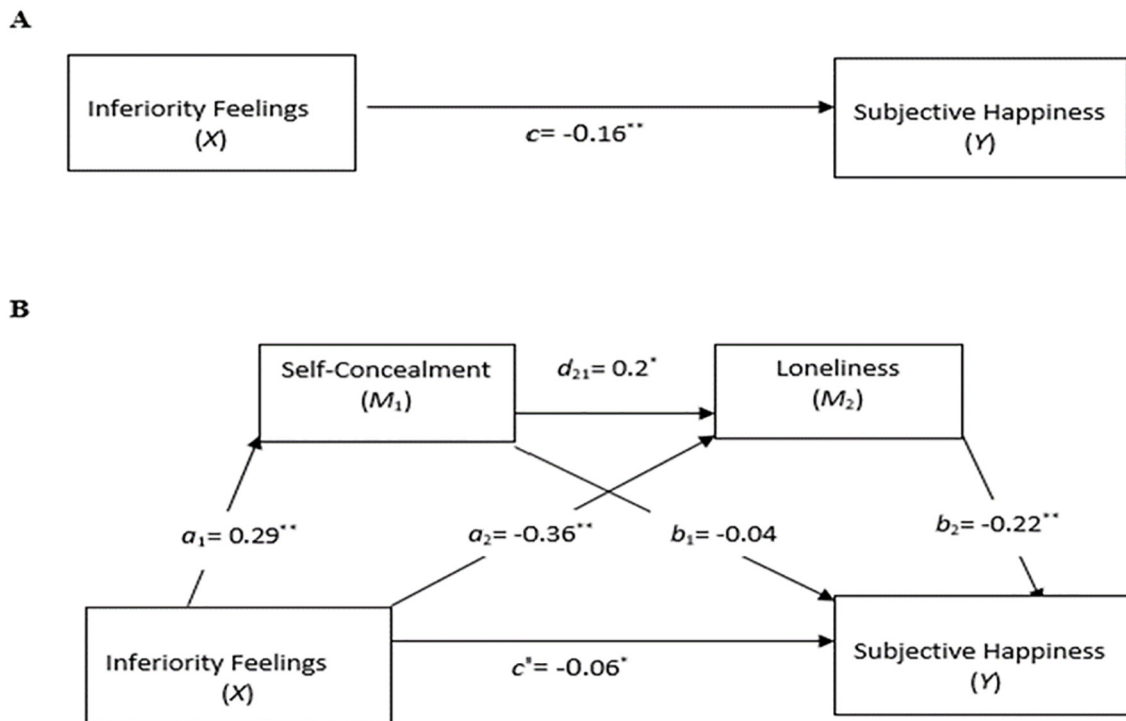 A
Inferiority Feelings
(X)
c= -0.16**
Subjective Happiness
(Y)
B
Self-Concealment
(M₁)
d₂₁= 0.2*
Loneliness
(M₂)
a₁= 0.29**
a₂= -0.36**
b₁= -0.04
b₂= -0.22**
Inferiority Feelings
(X)
c'= -0.06*
Subjective Happiness
(Y)